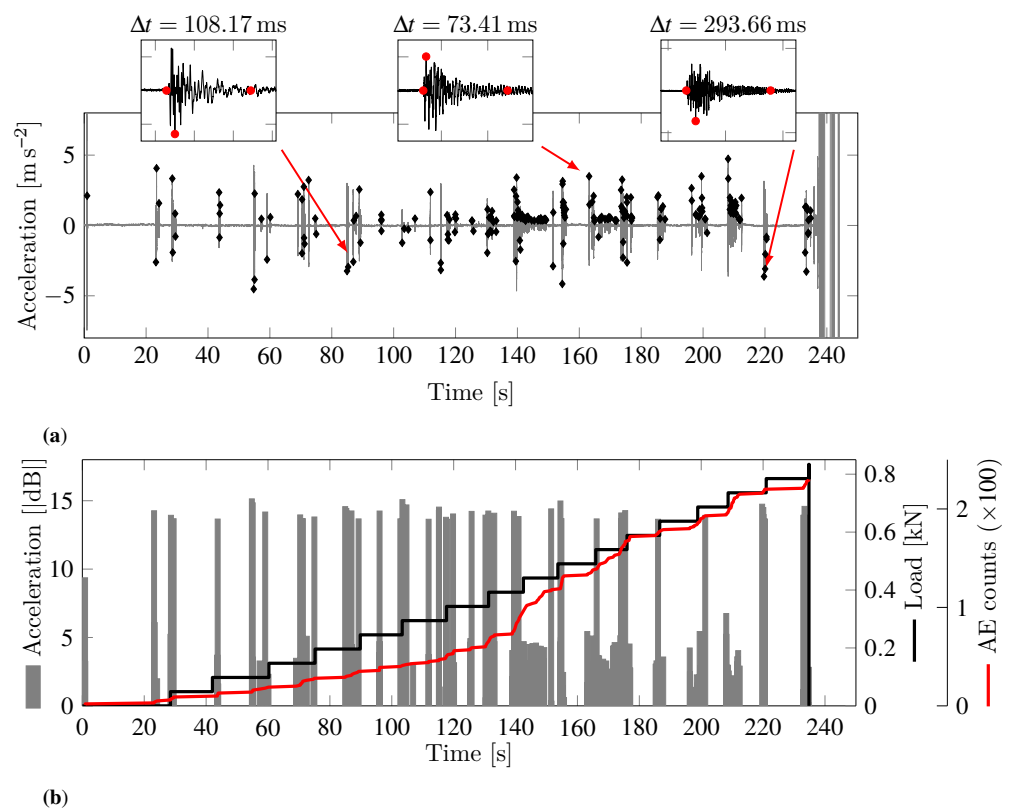 Δt = 108.17 ms Δt = 73.41 ms Δt = 293.66 ms
Acceleration [m s⁻²]
5
0
−5
0 20 40 60 80 100 120 140 160 180 200 220 240
Time [s]
(a)
Acceleration [|dB|]
15
10
5
0
0 20 40 60 80 100 120 140 160 180 200 220 240
Time [s]
0.8
0.6
0.4
0.2
0
Load [kN]
2
1
0
AE counts (×100)
(b)